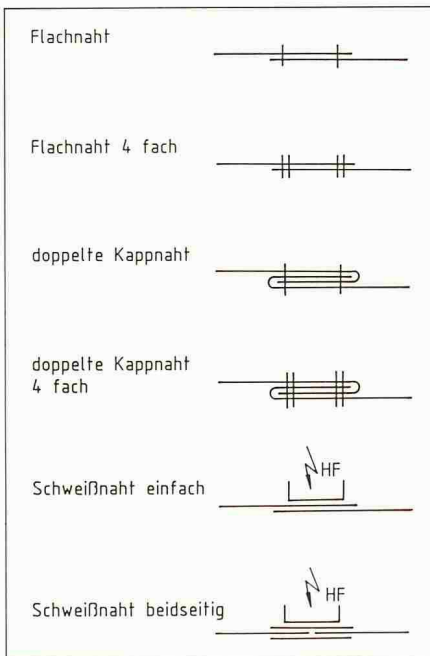 Flachnaht
Flachnaht 4 fach
doppelte Kappnaht
doppelte Kappnaht
4 fach
HF
Schweißnaht einfach
HF
Schweißnaht beidseitig